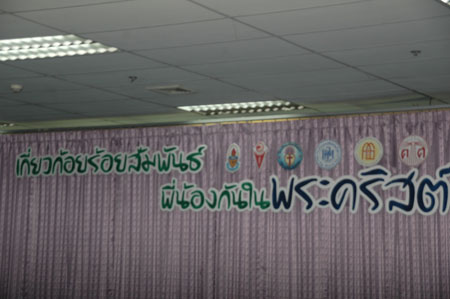 เกี่ยวก้อยร้อยสัมพันธ์
พี่น้องกันในพระคริสต์